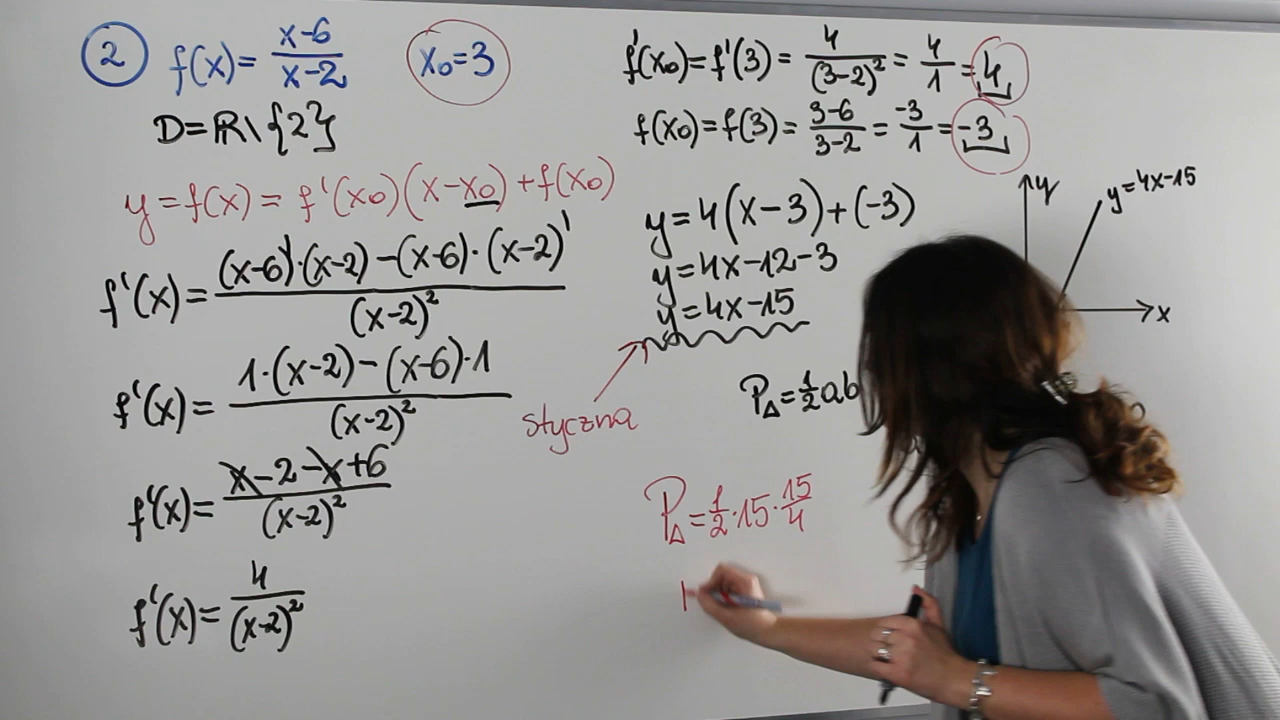 2 f(x)= x-6/x-2 x₀=3
D=ℝ\{2}
y=f(x)=f'(x₀)(x-x₀)+f(x₀)
f'(x)= (x-6)'·(x-2)-(x-6)·(x-2)'/(x-2)²
f'(x)= 1·(x-2)-(x-6)·1/(x-2)²
f'(x)= x-2-x+6/(x-2)²
f'(x)= 4/(x-2)²
f'(x₀)=f'(3)= 4/(3-2)² = 4/1 =4
f(x₀)=f(3)= 3-6/3-2 = -3/1 =-3
y=4(x-3)+(-3)
y=4x-12-3
y=4x-15
styczna
y
y=4x-15
x
P△=1/2ab
P△=1/2·15·15/4